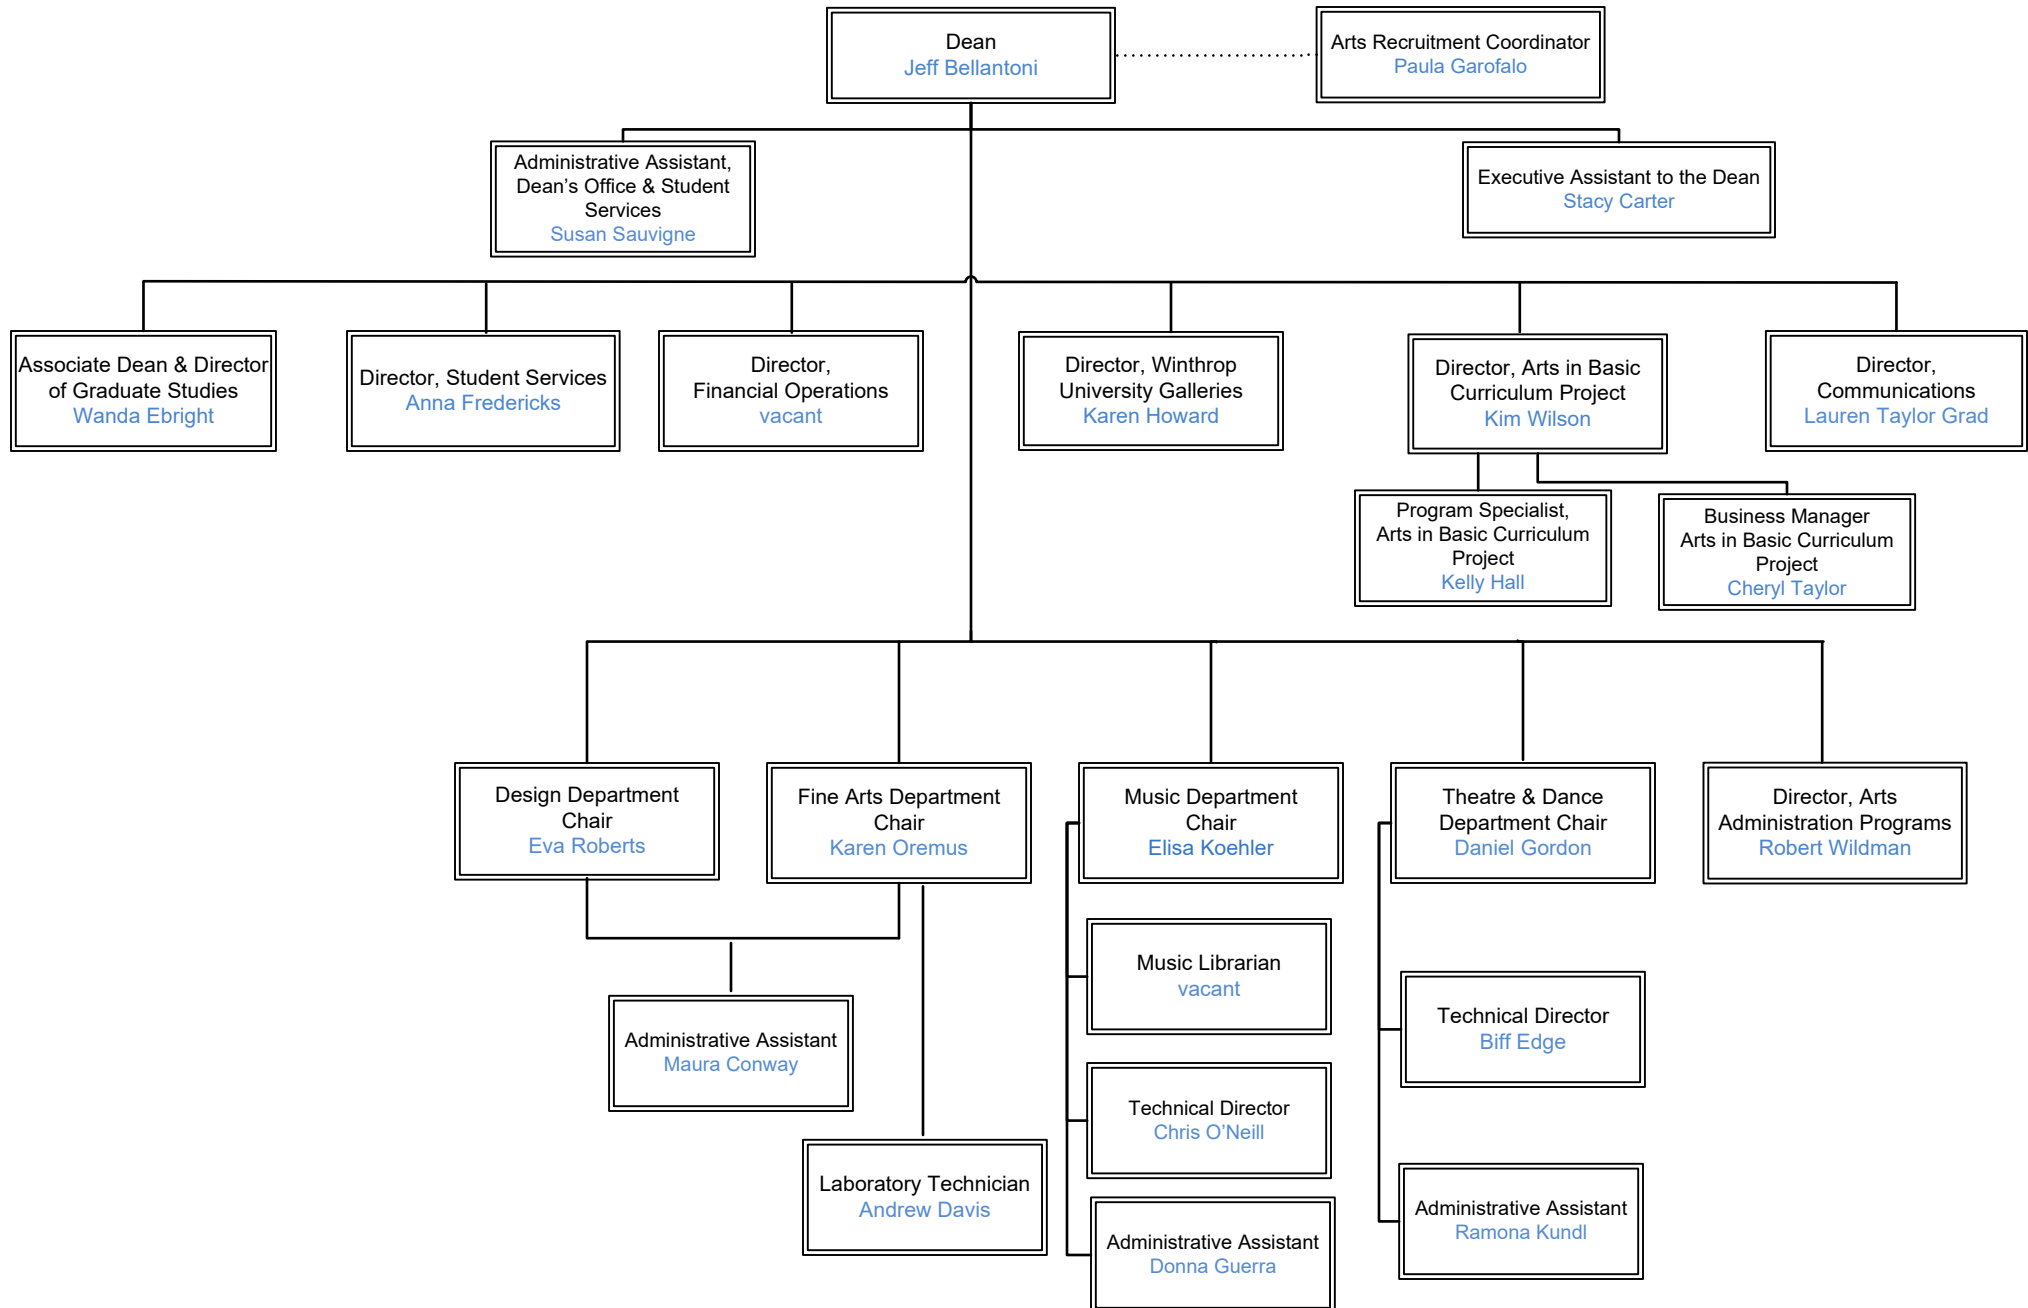 Dean
Jeff Bellantoni
Arts Recruitment Coordinator
Paula Garofalo
Administrative Assistant,
Dean’s Office & Student
Services
Susan Sauvigne
Executive Assistant to the Dean
Stacy Carter
Associate Dean & Director
of Graduate Studies
Wanda Ebright
Director, Student Services
Anna Fredericks
Director,
Financial Operations
vacant
Director, Winthrop
University Galleries
Karen Howard
Director, Arts in Basic
Curriculum Project
Kim Wilson
Director,
Communications
Lauren Taylor Grad
Program Specialist,
Arts in Basic Curriculum
Project
Kelly Hall
Business Manager
Arts in Basic Curriculum
Project
Cheryl Taylor
Design Department
Chair
Eva Roberts
Fine Arts Department
Chair
Karen Oremus
Music Department
Chair
Elisa Koehler
Theatre & Dance
Department Chair
Daniel Gordon
Director, Arts
Administration Programs
Robert Wildman
Administrative Assistant
Maura Conway
Laboratory Technician
Andrew Davis
Music Librarian
vacant
Technical Director
Chris O’Neill
Administrative Assistant
Donna Guerra
Technical Director
Biff Edge
Administrative Assistant
Ramona Kundl